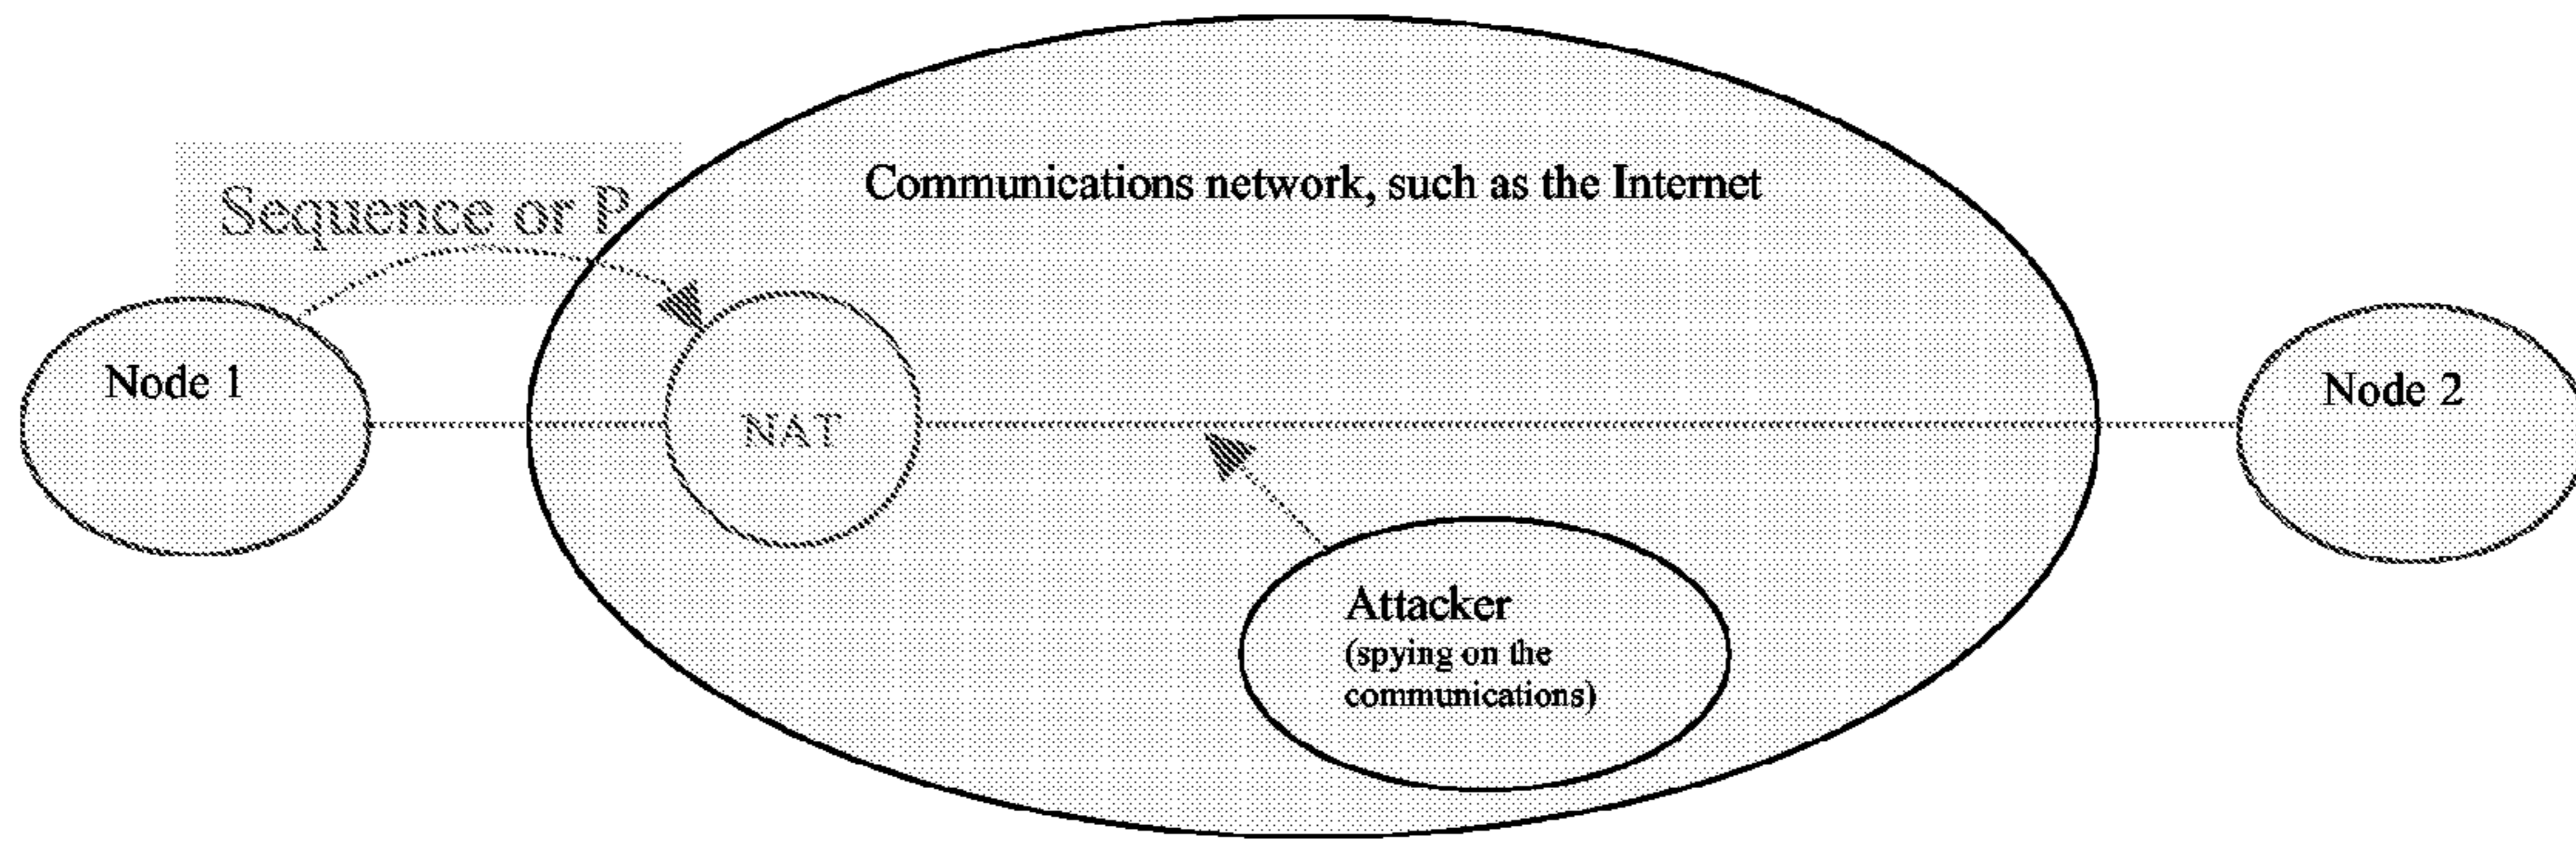 Communications network, such as the Internet
Sequence or P
Node 1
NAT
Node 2
Attacker
(spying on the
communications)